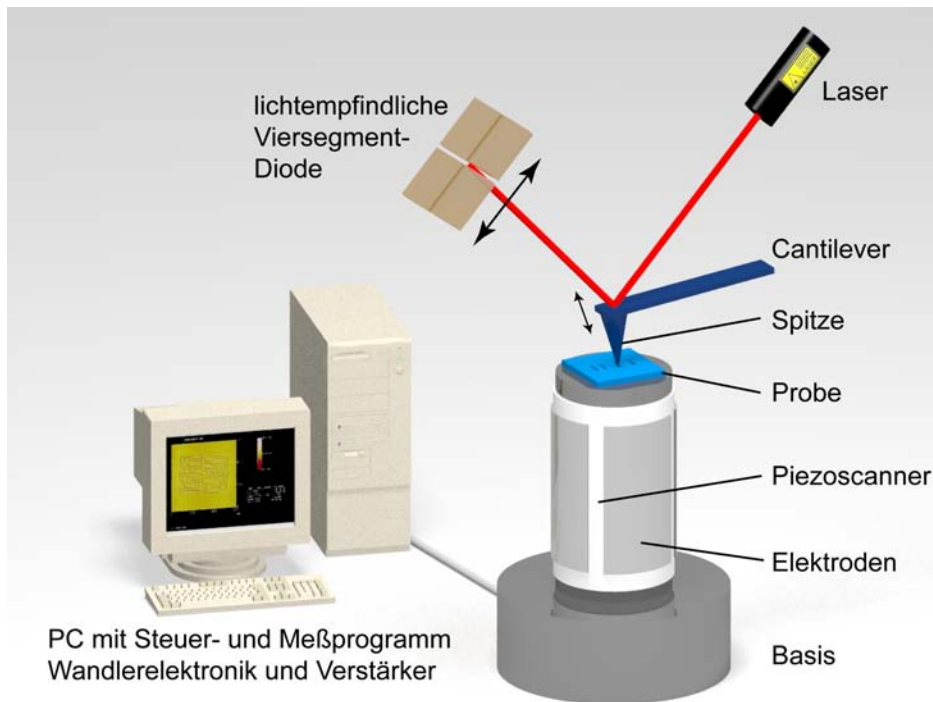 lichtempfindliche
Viersegment-
Diode
Laser
Cantilever
Spitze
Probe
Piezoscanner
Elektroden
PC mit Steuer- und Meßprogramm
Wandlerelektronik und Verstärker
Basis